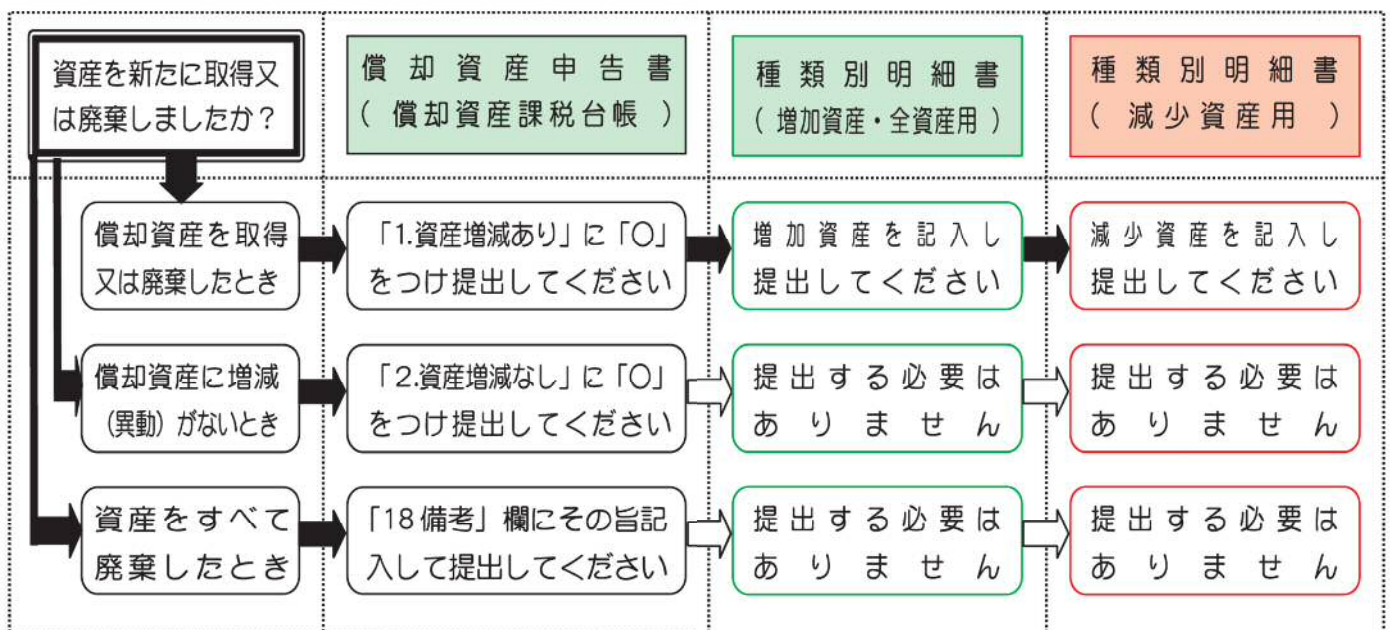 資産を新たに取得又
は廃棄しましたか？
償却資産申告書
（償却資産課税台帳）
種類別明細書
（増加資産・全資産用）
種類別明細書
（減少資産用）
償却資産を取得
又は廃棄したとき
「1.資産増減あり」に「〇」
をつけ提出してください
増加資産を記入し
提出してください
減少資産を記入し
提出してください
償却資産に増減
（異動）がないとき
「2.資産増減なし」に「〇」
をつけ提出してください
提出する必要は
ありません
提出する必要は
ありません
資産をすべて
廃棄したとき
「18備考」欄にその旨記
入して提出してください
提出する必要は
ありません
提出する必要は
ありません